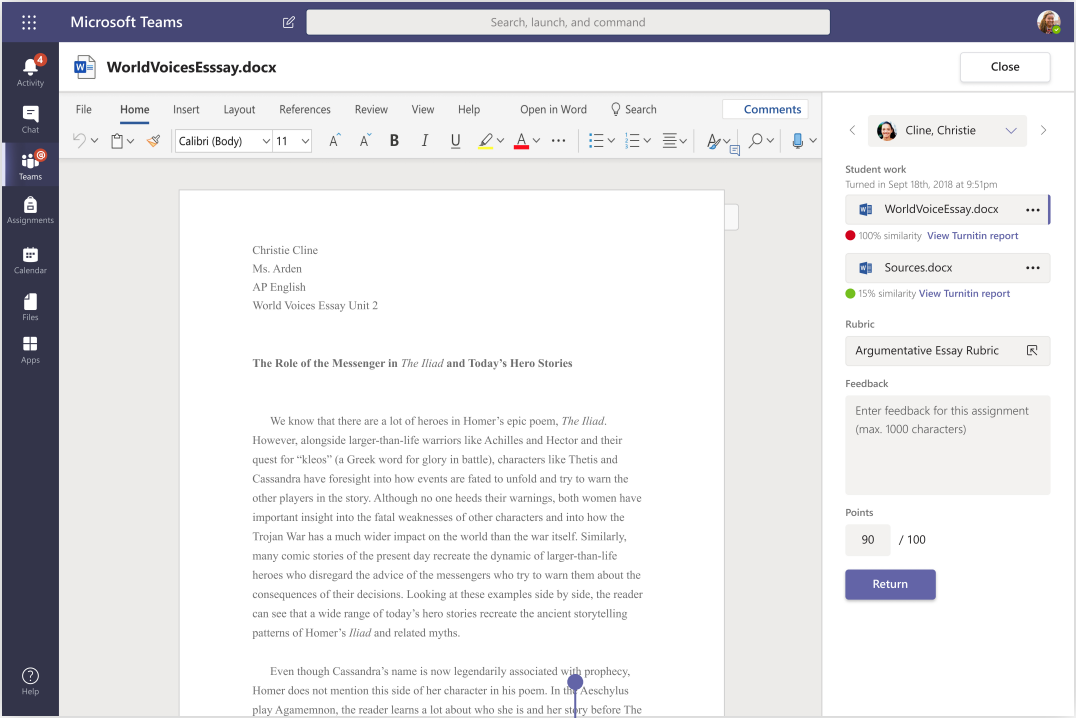 Microsoft Teams
Search, launch, and command
4
Activity
Chat
@
Teams
Assignments
Calendar
Files
Apps
Help
W
WorldVoicesEsssay.docx
Close
File Home Insert Layout References Review View Help Open in Word Search Comments
Calibri (Body) 11 A A B I U A
Christie Cline
Ms. Arden
AP English
World Voices Essay Unit 2
The Role of the Messenger in The Iliad and Today’s Hero Stories
We know that there are a lot of heroes in Homer’s epic poem, The Iliad.
However, alongside larger-than-life warriors like Achilles and Hector and their
quest for “kleos” (a Greek word for glory in battle), characters like Thetis and
Cassandra have foresight into how events are fated to unfold and try to warn the
other players in the story. Although no one heeds their warnings, both women have
important insight into the fatal weaknesses of other characters and into how the
Trojan War has a much wider impact on the world than the war itself. Similarly,
many comic stories of the present day recreate the dynamic of larger-than-life
heroes who disregard the advice of the messengers who try to warn them about the
consequences of their decisions. Looking at these examples side by side, the reader
can see that a wide range of today’s hero stories recreate the ancient storytelling
patterns of Homer’s Iliad and related myths.
Even though Cassandra’s name is now legendarily associated with prophecy,
Homer does not mention this side of her character in his poem. In the Aeschylus
play Agamemnon, the reader learns a lot about who she is and her story before The
Cline, Christie
Student work
Turned in Sept 18th, 2018 at 9:51pm
W WorldVoiceEssay.docx
100% similarity View Turnitin report
W Sources.docx
15% similarity View Turnitin report
Rubric
Argumentative Essay Rubric
Feedback
Enter feedback for this assignment
(max. 1000 characters)
Points
90 / 100
Return